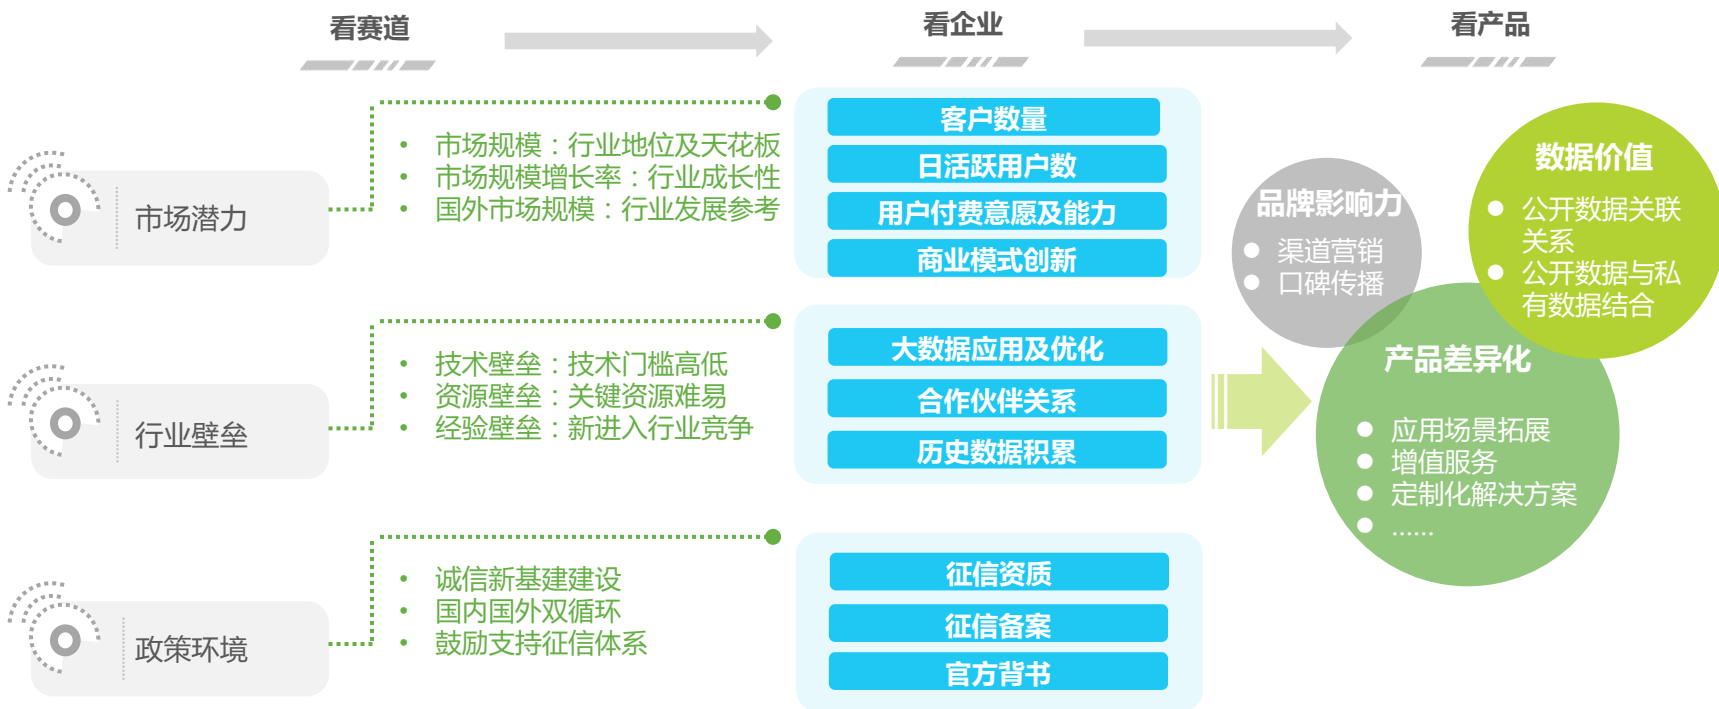 看赛道
看企业
看产品
市场潜力
• 市场规模：行业地位及天花板
• 市场规模增长率：行业成长性
• 国外市场规模：行业发展参考
客户数量
日活跃用户数
用户付费意愿及能力
商业模式创新
行业壁垒
• 技术壁垒：技术门槛高低
• 资源壁垒：关键资源难易
• 经验壁垒：新进入行业竞争
大数据应用及优化
合作伙伴关系
历史数据积累
政策环境
• 诚信新基建建设
• 国内国外双循环
• 鼓励支持征信体系
征信资质
征信备案
官方背书
品牌影响力
● 渠道营销
● 口碑传播
数据价值
● 公开数据关联
关系
● 公开数据与私
有数据结合
产品差异化
● 应用场景拓展
● 增值服务
● 定制化解决方案
● ......